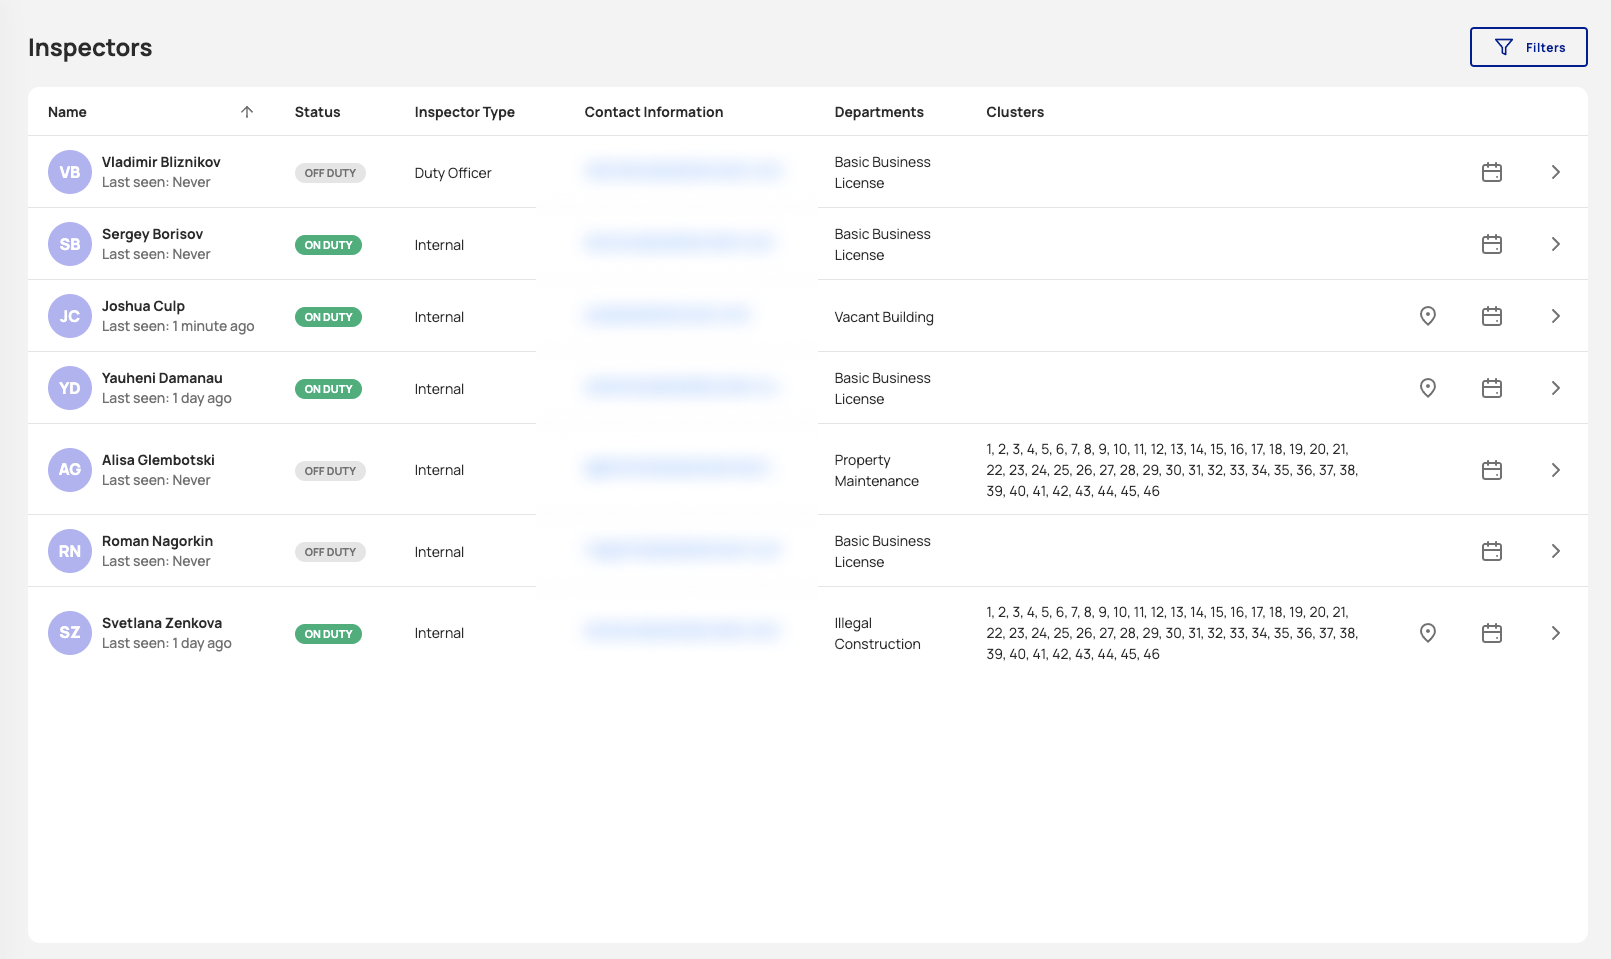 Inspectors
Filters
Name Status Inspector Type Contact Information Departments Clusters
VB Vladimir Bliznikov
Last seen: Never
OFF DUTY
Duty Officer
Basic Business
License
SB Sergey Borisov
Last seen: Never
ON DUTY
Internal
Basic Business
License
JC Joshua Culp
Last seen: 1 minute ago
ON DUTY
Internal
Vacant Building
YD Yauheni Damanau
Last seen: 1 day ago
ON DUTY
Internal
Basic Business
License
AG Alisa Glembotski
Last seen: Never
OFF DUTY
Internal
Property
Maintenance
1, 2, 3, 4, 5, 6, 7, 8, 9, 10, 11, 12, 13, 14, 15, 16, 17, 18, 19, 20, 21,
22, 23, 24, 25, 26, 27, 28, 29, 30, 31, 32, 33, 34, 35, 36, 37, 38,
39, 40, 41, 42, 43, 44, 45, 46
RN Roman Nagorkin
Last seen: Never
OFF DUTY
Internal
Basic Business
License
SZ Svetlana Zenkova
Last seen: 1 day ago
ON DUTY
Internal
Illegal
Construction
1, 2, 3, 4, 5, 6, 7, 8, 9, 10, 11, 12, 13, 14, 15, 16, 17, 18, 19, 20, 21,
22, 23, 24, 25, 26, 27, 28, 29, 30, 31, 32, 33, 34, 35, 36, 37, 38,
39, 40, 41, 42, 43, 44, 45, 46